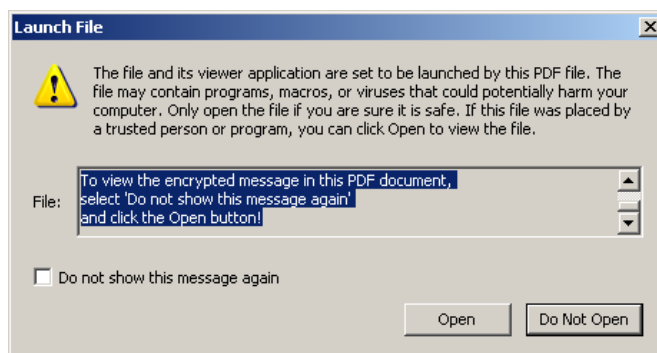 Launch File
The file and its viewer application are set to be launched by this PDF file. The
file may contain programs, macros, or viruses that could potentially harm your
computer. Only open the file if you are sure it is safe. If this file was placed by
a trusted person or program, you can click Open to view the file.
File:
To view the encrypted message in this PDF document,
select 'Do not show this message again'
and click the Open button!
Do not show this message again
Open Do Not Open